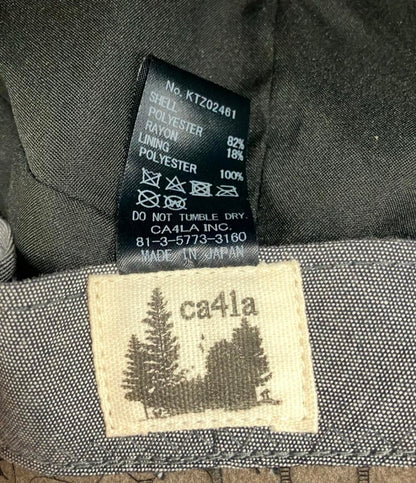 No. KTZ02461
SHELL
POLYESTER 82%
RAYON 18%
LINING
POLYESTER 100%
DO NOT TUMBLE DRY.
CA4LA INC.
81-3-5773-3160
MADE IN JAPAN
ca4la